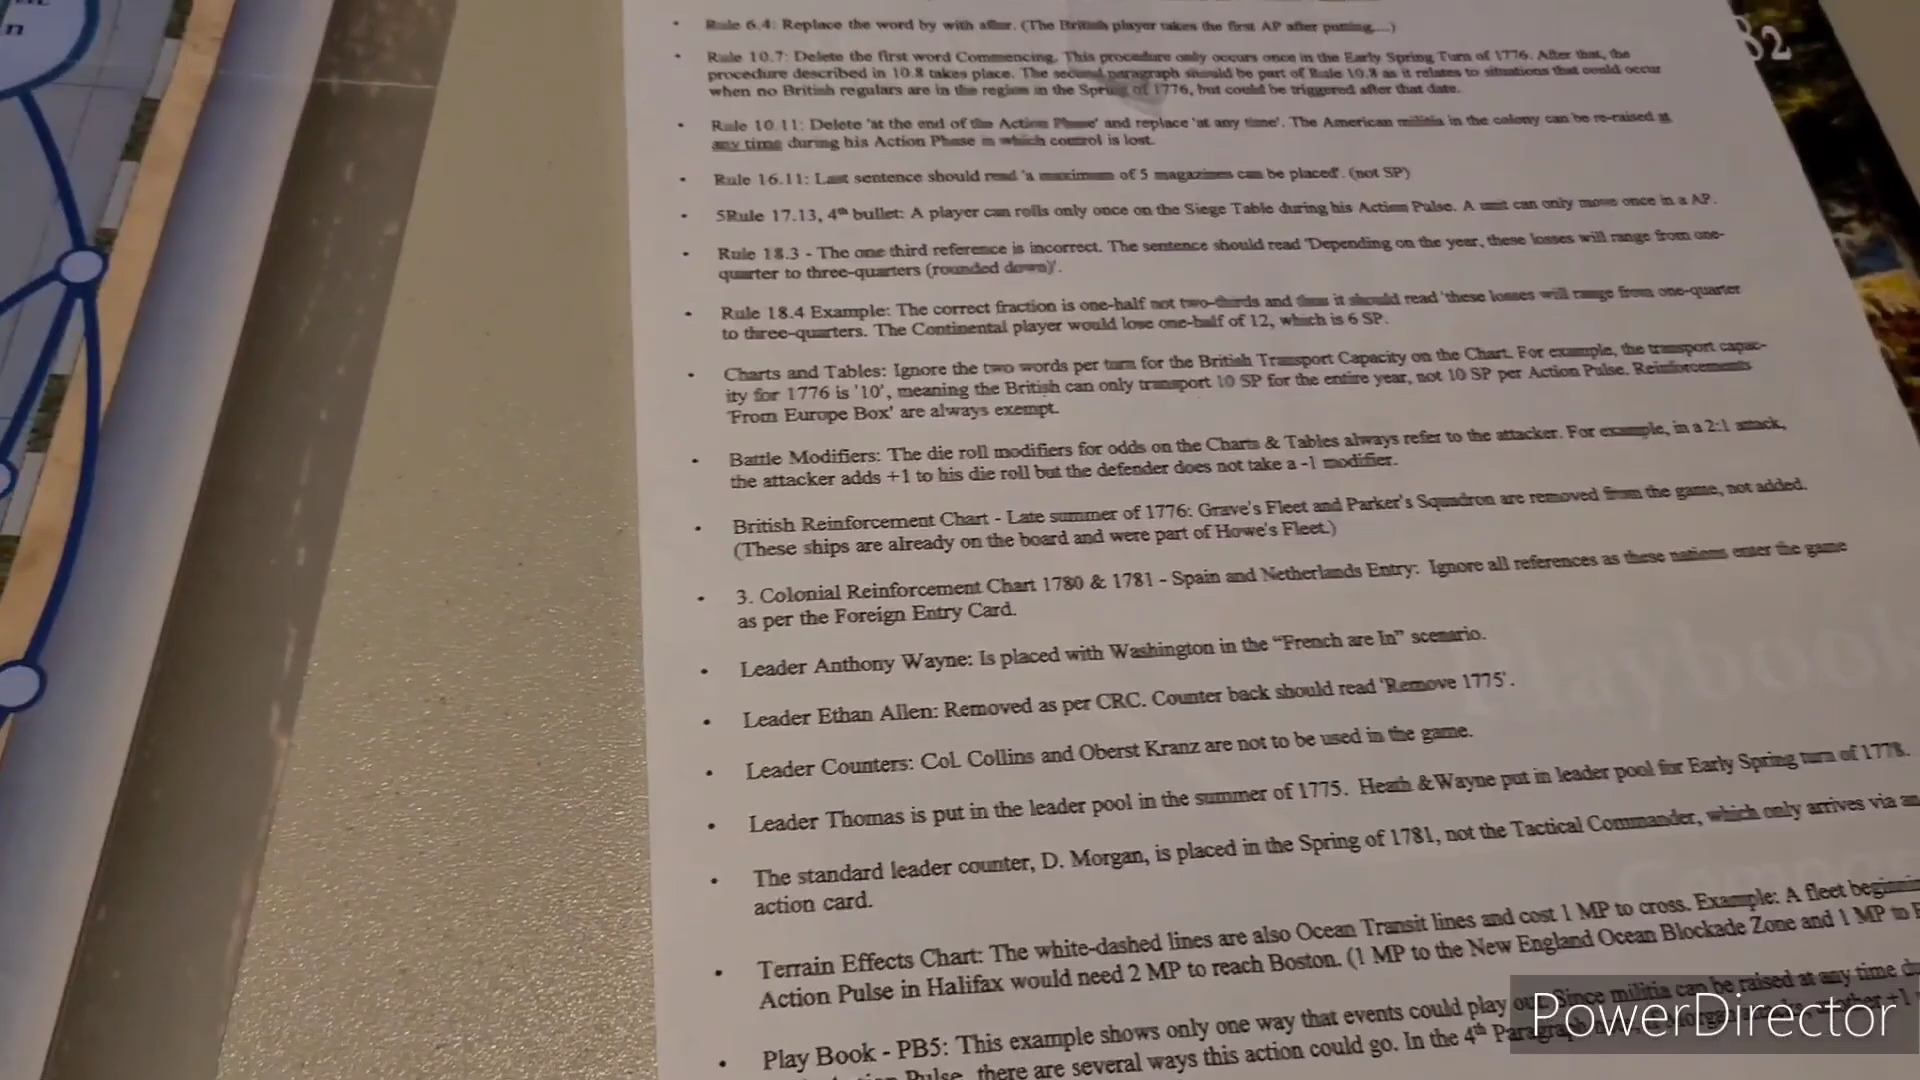 n
B2
• Rule 6.4: Replace the word by with after. (The British player takes the first AP after putting....)
• Rule 10.7: Delete the first word Commencing. This procedure only occurs once in the Early Spring Turn of 1776. After that, the
procedure described in 10.8 takes place. The second paragraph should be part of Rule 10.8 as it relates to situations that could occur
when no British regulars are in the region in the Spring of 1776, but could be triggered after that date.
• Rule 10.11: Delete 'at the end of the Action Phase' and replace 'at any time'. The American militia in the colony can be re-raised at
any time during his Action Phase in which control is lost.
• Rule 16.11: Last sentence should read 'a maximum of 5 magazines can be placed'. (not SP)
• 5Rule 17.13, 4th bullet: A player can rolls only once on the Siege Table during his Action Pulse. A unit can only move once in a AP.
• Rule 18.3 - The one third reference is incorrect. The sentence should read 'Depending on the year, these losses will range from one-
quarter to three-quarters (rounded down)'.
• Rule 18.4 Example: The correct fraction is one-half not two-thirds and thus it should read 'these losses will range from one-quarter
to three-quarters. The Continental player would lose one-half of 12, which is 6 SP.
• Charts and Tables: Ignore the two words per turn for the British Transport Capacity on the Chart. For example, the transport capac-
ity for 1776 is '10', meaning the British can only transport 10 SP for the entire year, not 10 SP per Action Pulse. Reinforcements
'From Europe Box' are always exempt.
• Battle Modifiers: The die roll modifiers for odds on the Charts & Tables always refer to the attacker. For example, in a 2:1 attack,
the attacker adds +1 to his die roll but the defender does not take a -1 modifier.
• British Reinforcement Chart - Late summer of 1776: Grave's Fleet and Parker's Squadron are removed from the game, not added.
(These ships are already on the board and were part of Howe's Fleet.)
• 3. Colonial Reinforcement Chart 1780 & 1781 - Spain and Netherlands Entry: Ignore all references as these nations enter the game
as per the Foreign Entry Card.
• Leader Anthony Wayne: Is placed with Washington in the “French are In” scenario.
• Leader Ethan Allen: Removed as per CRC. Counter back should read 'Remove 1775'.
• Leader Counters: Col. Collins and Oberst Kranz are not to be used in the game.
• Leader Thomas is put in the leader pool in the summer of 1775. Heath & Wayne put in leader pool for Early Spring turn of 1778.
• The standard leader counter, D. Morgan, is placed in the Spring of 1781, not the Tactical Commander, which only arrives via an
action card.
• Terrain Effects Chart: The white-dashed lines are also Ocean Transit lines and cost 1 MP to cross. Example: A fleet beginnin
Action Pulse in Halifax would need 2 MP to reach Boston. (1 MP to the New England Ocean Blockade Zone and 1 MP to
• Play Book - PB5: This example shows only one way that events could play out. Since militia can be raised at any time du
Pulse, there are several ways this action could go. In the 4th Paragraph
Playbook
PowerDirector